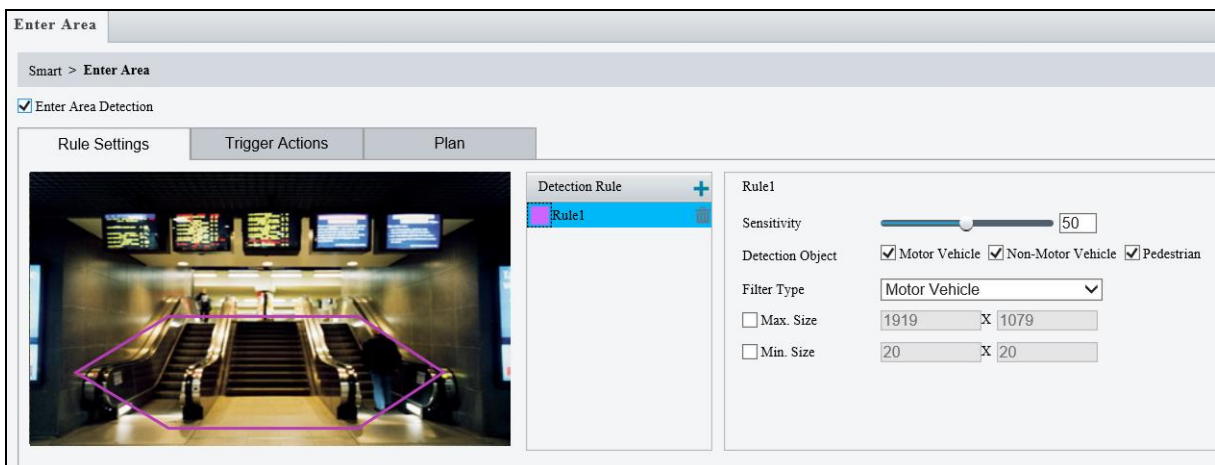 Enter Area
Smart > Enter Area
Enter Area Detection
Rule Settings Trigger Actions Plan
Detection Rule
Rule1
Rule1
Sensitivity 50
Detection Object Motor Vehicle Non-Motor Vehicle Pedestrian
Filter Type Motor Vehicle
Max. Size 1919 X 1079
Min. Size 20 X 20